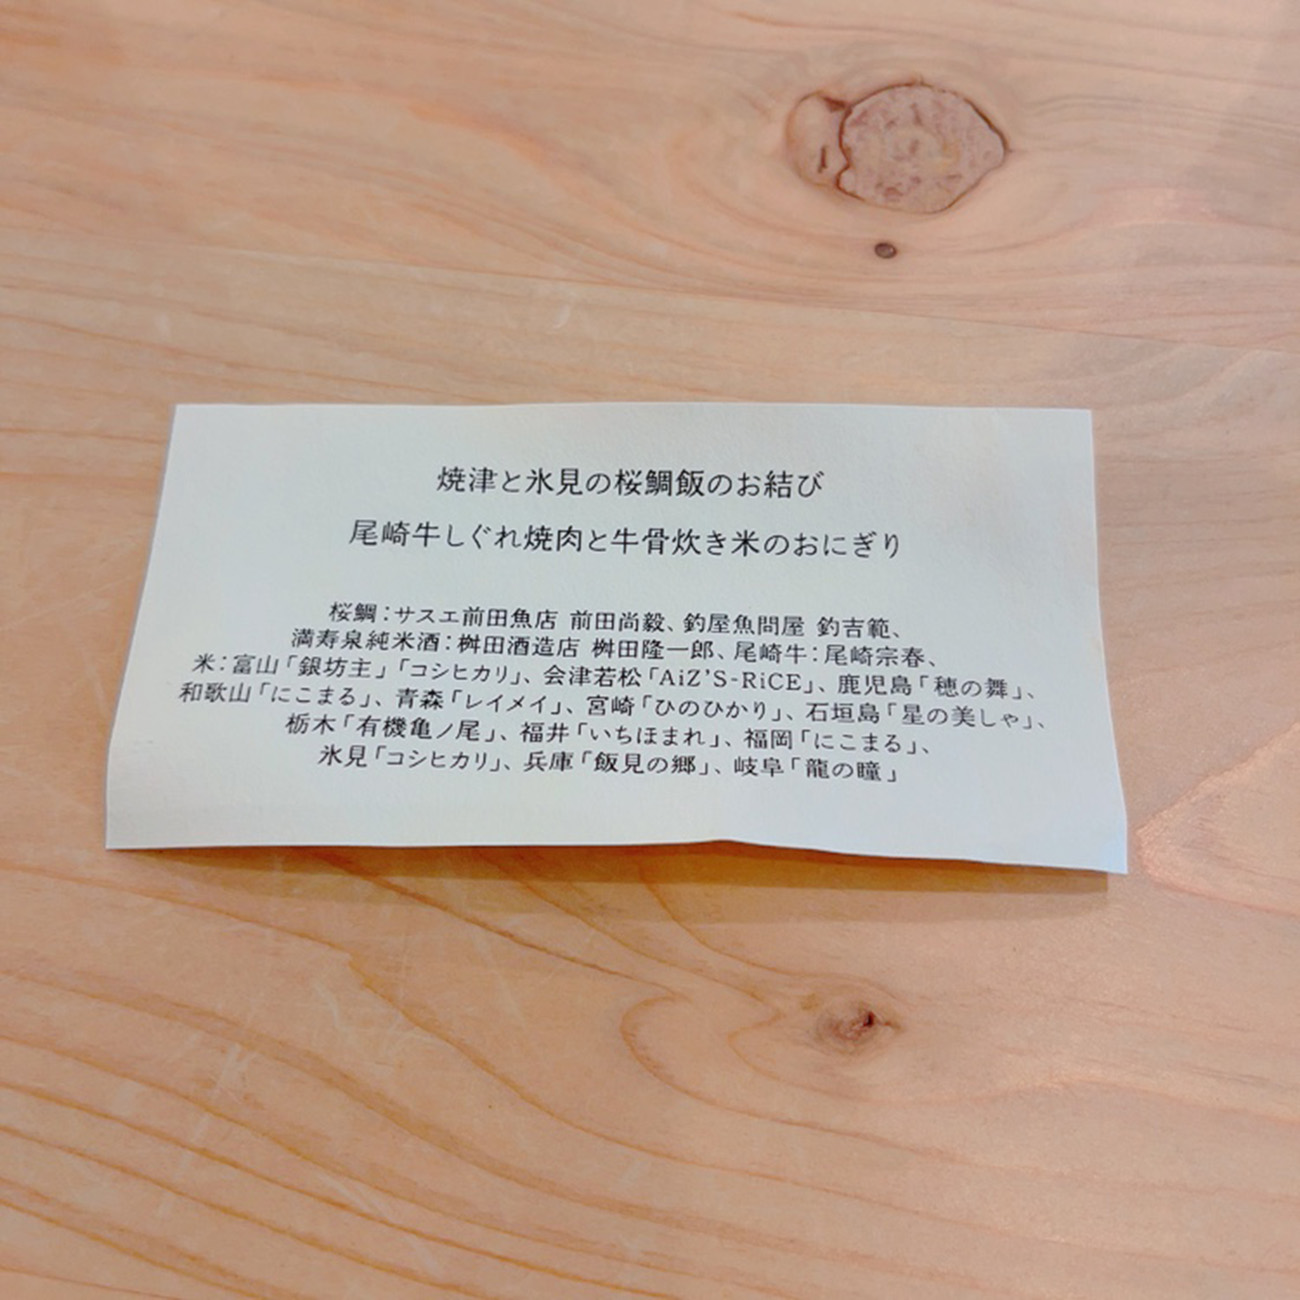 焼津と氷見の桜鯛飯のお結び
尾崎牛しぐれ焼肉と牛骨炊き米のおにぎり
桜鯛：サスエ前田魚店 前田尚毅、釣屋魚問屋 釣吉範、
満寿泉純米酒：桝田酒造店 桝田隆一郎、尾崎牛：尾崎宗春、
米：富山「銀坊主」「コシヒカリ」、会津若松「AiZ'S-RiCE」、鹿児島「穂の舞」、
和歌山「にこまる」、青森「レイメイ」、宮崎「ひのひかり」、石垣島「星の美しゃ」、
栃木「有機亀ノ尾」、福井「いちほまれ」、福岡「にこまる」、
氷見「コシヒカリ」、兵庫「飯見の郷」、岐阜「龍の瞳」